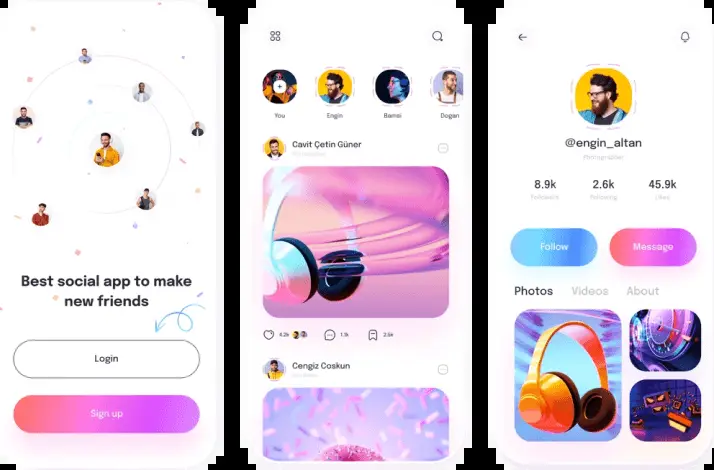 Best social app to make
new friends
Login
Sign up
You
Engin
Bamsi
Dogan
Cavit Çetin Güner
4.2k
1.1k
2.6k
Cengiz Coskun
@engin_altan
Photographer
8.9k
2.6k
45.9k
Followers
Following
Likes
Follow
Message
Photos
Videos
About